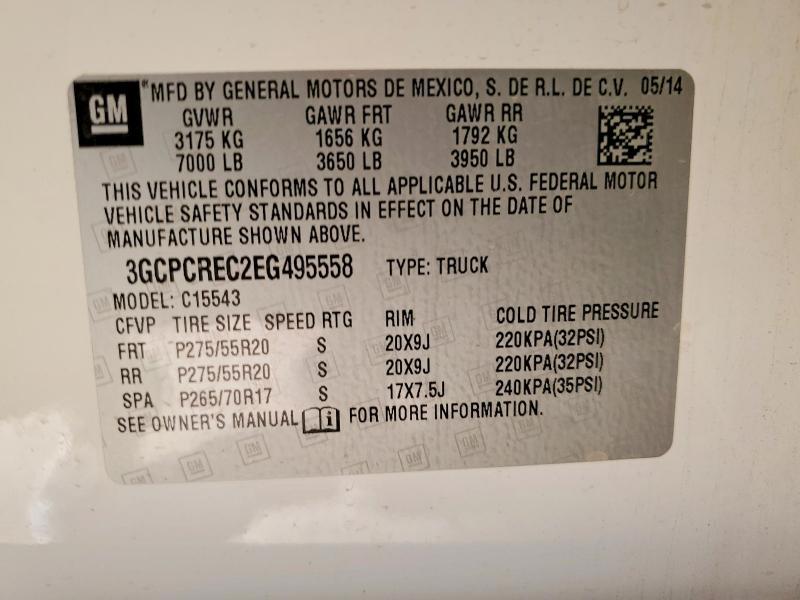 GM
MFD BY GENERAL MOTORS DE MEXICO, S. DE R.L. DE C.V. 05/14
GVWR GAWR FRT GAWR RR
3175 KG 1656 KG 1792 KG
7000 LB 3650 LB 3950 LB
THIS VEHICLE CONFORMS TO ALL APPLICABLE U.S. FEDERAL MOTOR
VEHICLE SAFETY STANDARDS IN EFFECT ON THE DATE OF
MANUFACTURE SHOWN ABOVE.
3GCPCREC2EG495558 TYPE: TRUCK
MODEL: C15543
CFVP TIRE SIZE SPEED RTG RIM COLD TIRE PRESSURE
FRT P275/55R20 S 20X9J 220KPA(32PSI)
RR P275/55R20 S 20X9J 220KPA(32PSI)
SPA P265/70R17 S 17X7.5J 240KPA(35PSI)
SEE OWNER'S MANUAL i FOR MORE INFORMATION.